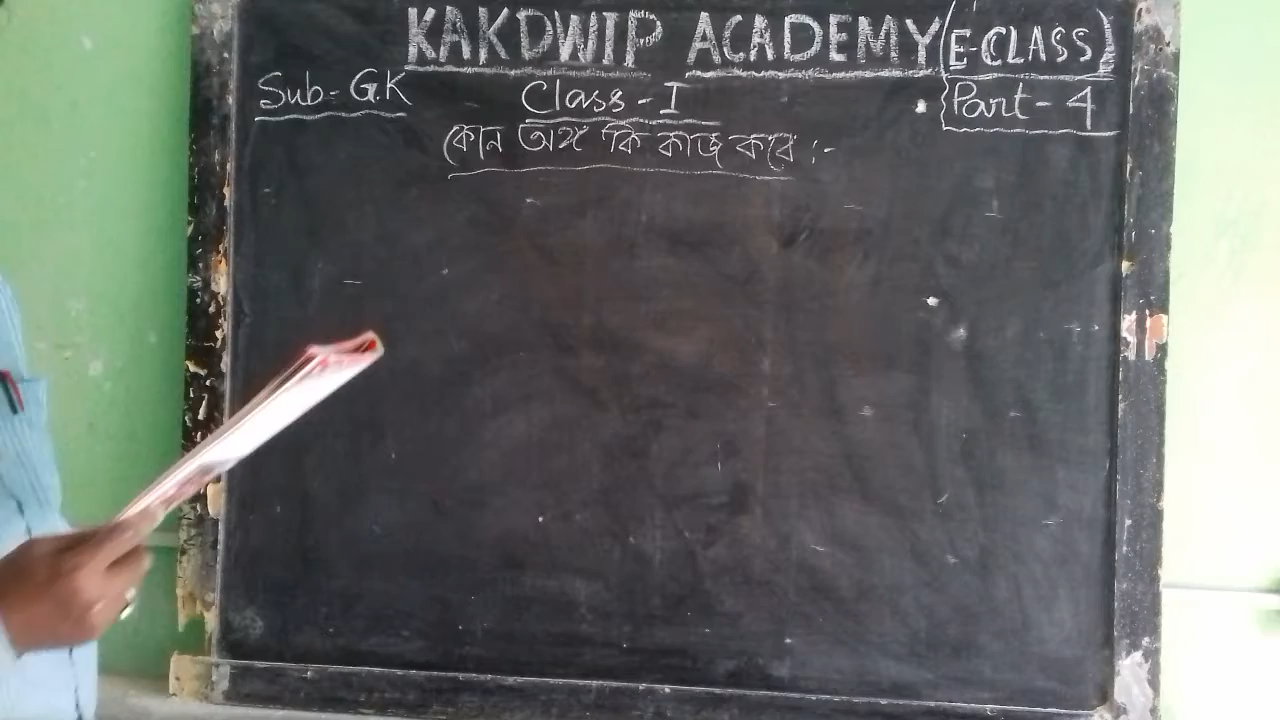 KAKDWIP ACADEMY (E-CLASS)
Sub- G.K Class - I Part - 4
কোন অঙ্গ কি কাজ করে :-